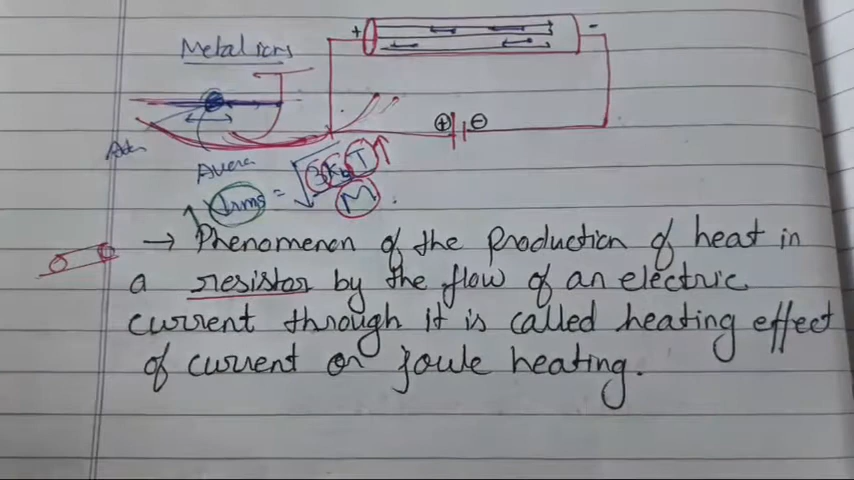 + -
Metal ions
+ -
Avera
Vrms = √3KbT
M
→ Phenomenon of the Production of heat in
a resistor by the flow of an electric
current through it is called heating effect
of current or joule heating.